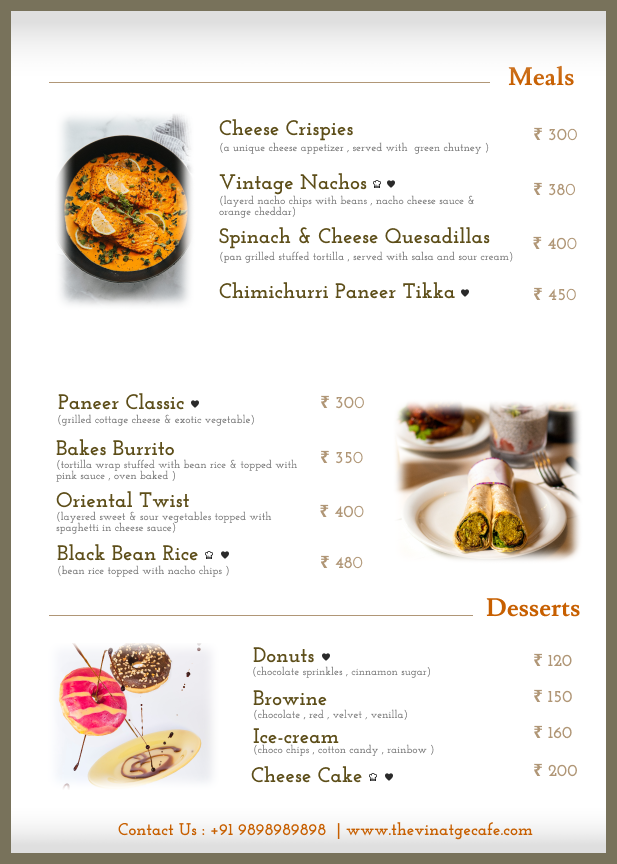 Meals
Cheese Crispies ₹ 300
(a unique cheese appetizer , served with green chutney )
Vintage Nachos ₹ 380
(layerd nacho chips with beans , nacho cheese sauce &
orange cheddar)
Spinach & Cheese Quesadillas ₹ 400
(pan grilled stuffed tortilla , served with salsa and sour cream)
Chimichurri Paneer Tikka ₹ 450
Paneer Classic ₹ 300
(grilled cottage cheese & exotic vegetable)
Bakes Burrito ₹ 350
(tortilla wrap stuffed with bean rice & topped with
pink sauce , oven baked )
Oriental Twist ₹ 400
(layered sweet & sour vegetables topped with
spaghetti in cheese sauce)
Black Bean Rice ₹ 480
(bean rice topped with nacho chips )
Desserts
Donuts ₹ 120
(chocolate sprinkles , cinnamon sugar)
Browine ₹ 150
(chocolate , red , velvet , venilla)
Ice-cream ₹ 160
(choco chips , cotton candy , rainbow )
Cheese Cake ₹ 200
Contact Us : +91 9898989898 | www.thevinatgecafe.com